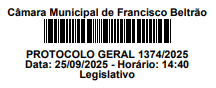 Câmara Municipal de Francisco Beltrão
PROTOCOLO GERAL 1374/2025
Data: 25/09/2025 - Horário: 14:40
Legislativo